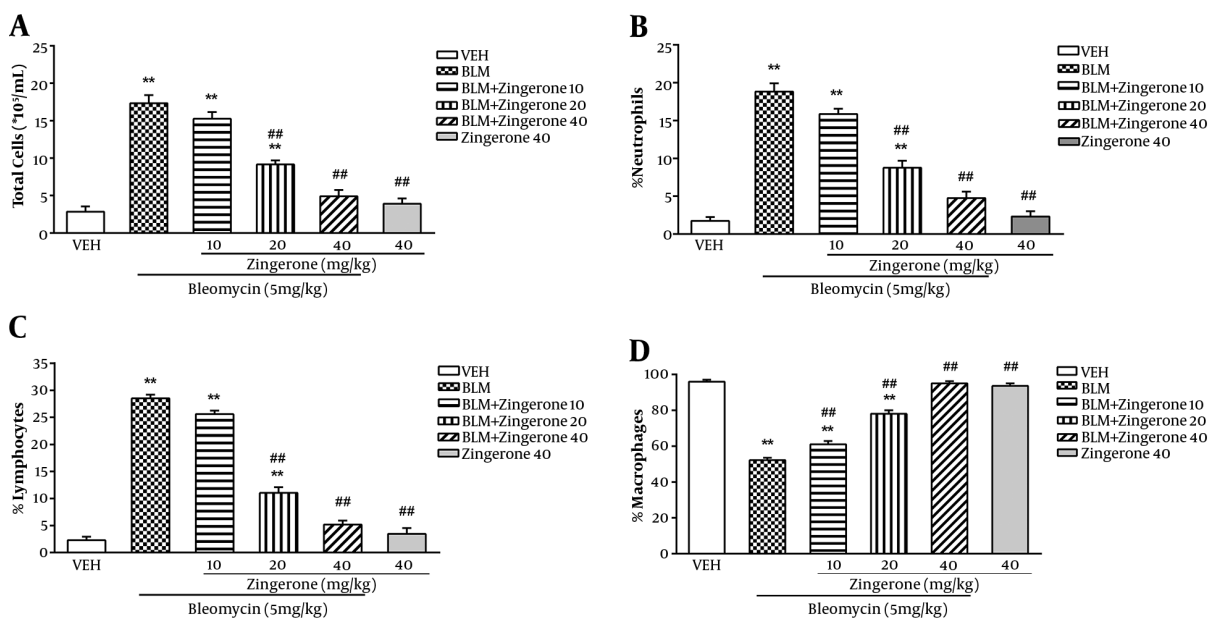 A
Total Cells (*10⁵/mL)
25
20
15
10
5
0
**
**
##
**
##
##
VEH
10
20
40
40
Zingerone (mg/kg)
Bleomycin (5mg/kg)
VEH
BLM
BLM+Zingerone 10
BLM+Zingerone 20
BLM+Zingerone 40
Zingerone 40
B
%Neutrophils
25
20
15
10
5
0
**
**
##
**
##
##
VEH
10
20
40
40
Zingerone (mg/kg)
Bleomycin (5mg/kg)
VEH
BLM
BLM+Zingerone 10
BLM+Zingerone 20
BLM+Zingerone 40
Zingerone 40
C
% Lymphocytes
35
30
25
20
15
10
5
0
**
**
##
**
##
##
VEH
10
20
40
40
Zingerone (mg/kg)
Bleomycin (5mg/kg)
VEH
BLM
BLM+Zingerone 10
BLM+Zingerone 20
BLM+Zingerone 40
Zingerone 40
D
% Macrophages
100
80
60
40
20
0
**
##
**
##
**
##
##
VEH
10
20
40
40
Zingerone (mg/kg)
Bleomycin (5mg/kg)
VEH
BLM
BLM+Zingerone 10
BLM+Zingerone 20
BLM+Zingerone 40
Zingerone 40